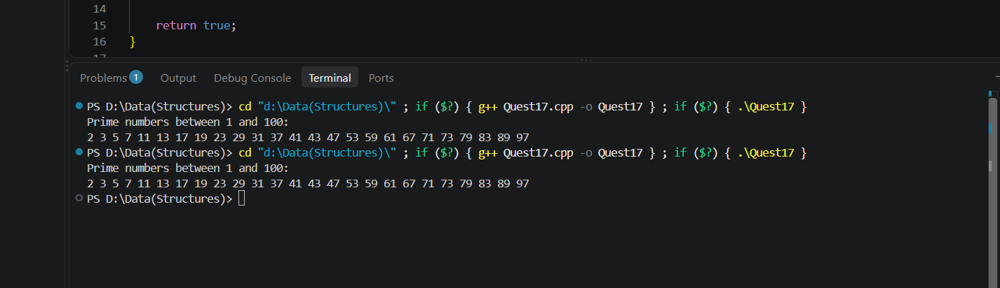 14
15 return true;
16 }
17
Problems 1 Output Debug Console Terminal Ports
PS D:\Data(Structures)> cd "d:\Data(Structures)\" ; if ($?) { g++ Quest17.cpp -o Quest17 } ; if ($?) { .\Quest17 }
Prime numbers between 1 and 100:
2 3 5 7 11 13 17 19 23 29 31 37 41 43 47 53 59 61 67 71 73 79 83 89 97
PS D:\Data(Structures)> cd "d:\Data(Structures)\" ; if ($?) { g++ Quest17.cpp -o Quest17 } ; if ($?) { .\Quest17 }
Prime numbers between 1 and 100:
2 3 5 7 11 13 17 19 23 29 31 37 41 43 47 53 59 61 67 71 73 79 83 89 97
PS D:\Data(Structures)>